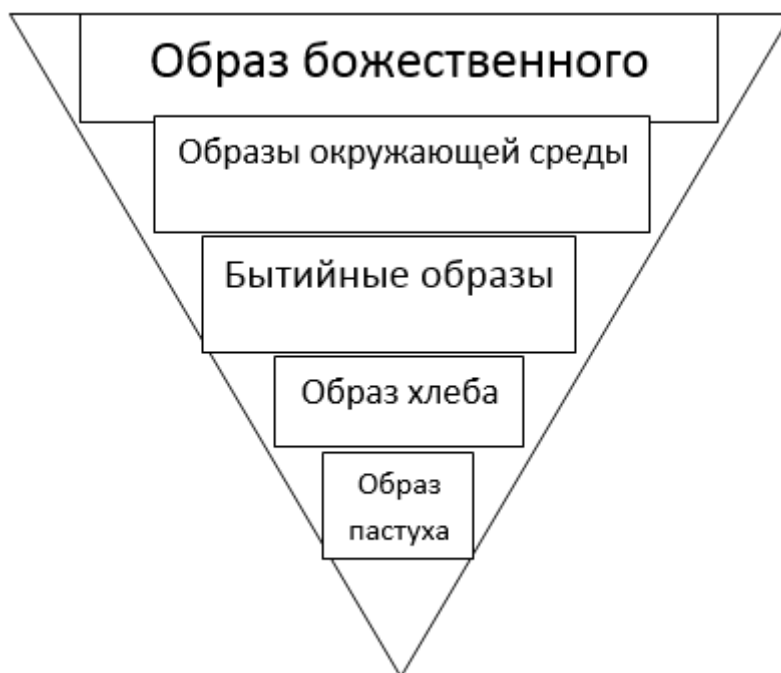 Образ божественного
Образы окружающей среды
Бытийные образы
Образ хлеба
Образ
пастуха